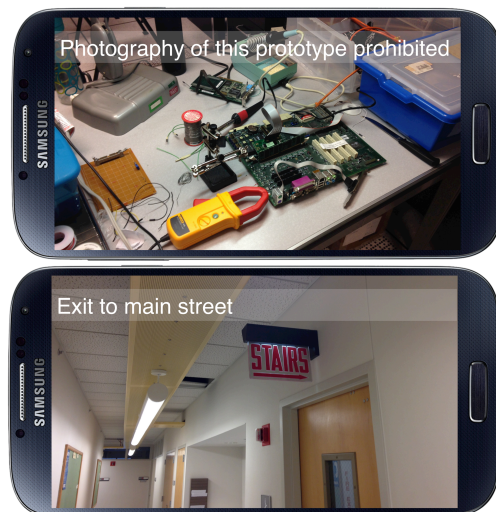 Photography of this prototype prohibited
SAMSUNG
Exit to main street
SAMSUNG
STAIRS